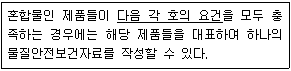 혼합물인 제품들이 다음 각 호의 요건을 모두 충
족하는 경우에는 해당 제품들을 대표하여 하나의
물질안전보건자료를 작성할 수 있다.